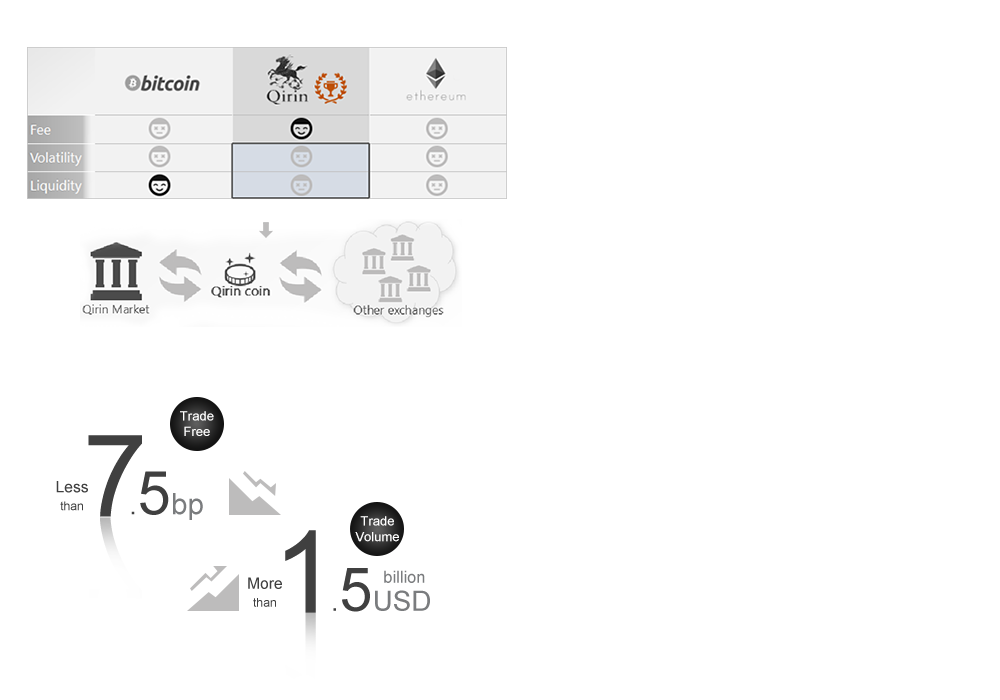 bitcoin
Qirin
ethereum
Fee
Volatility
Liquidity
Qirin Market
Qirin coin
Other exchanges
Trade
Free
Less
than
7.5bp
Trade
Volume
More
than
1.5
billion
USD